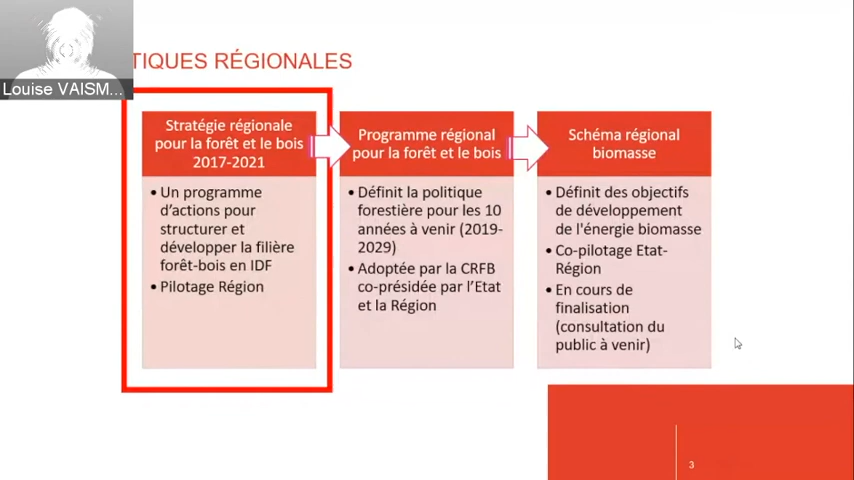 TIQUES RÉGIONALES
Louise VAISM...
Stratégie régionale
pour la forêt et le bois
2017-2021
• Un programme
d'actions pour
structurer et
développer la filière
forêt-bois en IDF
• Pilotage Région
Programme régional
pour la forêt et le bois
• Définit la politique
forestière pour les 10
années à venir (2019-
2029)
• Adoptée par la CRFB
co-présidée par l'Etat
et la Région
Schéma régional
biomasse
• Définit des objectifs
de développement
de l'énergie biomasse
• Co-pilotage Etat-
Région
• En cours de
finalisation
(consultation du
public à venir)
3